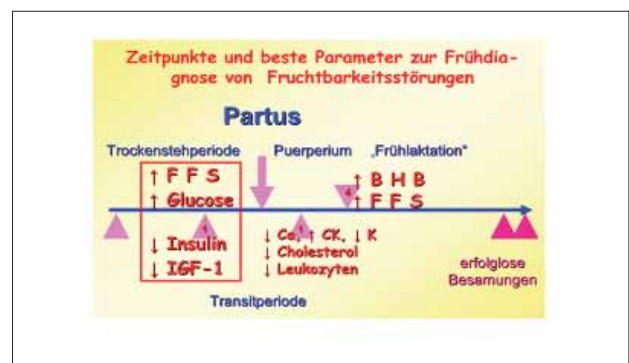 Zeitpunkte und beste Parameter zur Frühdia-
gnose von Fruchtbarkeitsstörungen
Partus
Trockenstehperiode
Puerperium
„Frühlaktation"
↑ F F S
↑ Glucose
↓ Insulin
↓ IGF-1
↓ Ca, ↑ CK, ↓ K
↓ Cholesterol
↓ Leukozyten
↑ B H B
↑ F F S
erfolglose
Besamungen
Transitperiode